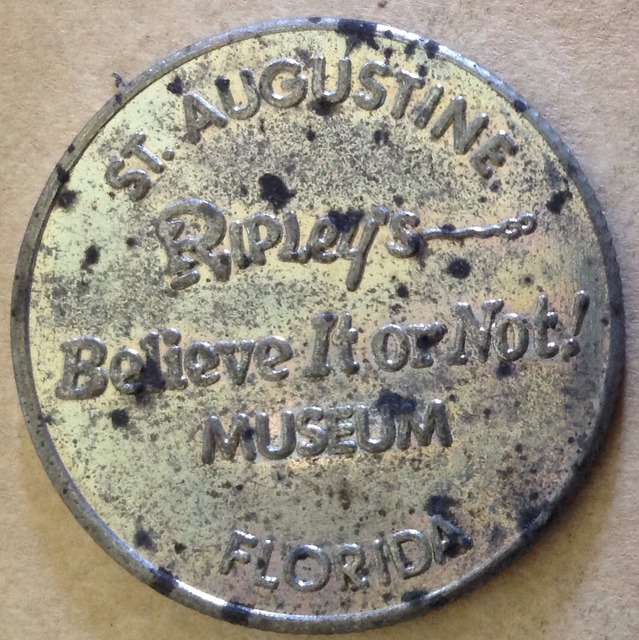 ST. AUGUSTINE
RIPLEY'S
Believe It or Not!
MUSEUM
FLORIDA